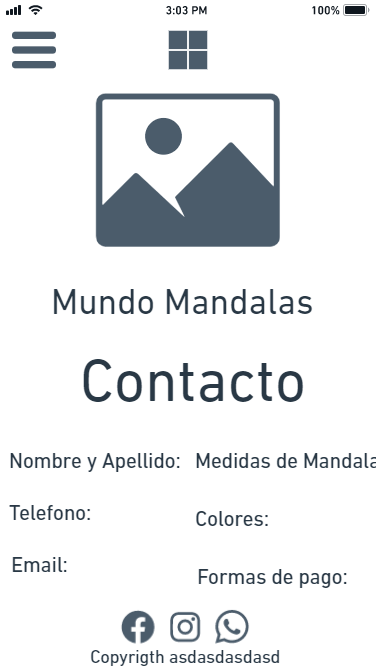 3:03 PM 100%
Mundo Mandalas
Contacto
Nombre y Apellido: Medidas de Mandala
Telefono:
Colores:
Email:
Formas de pago:
Copyrigth asdasdasdasd